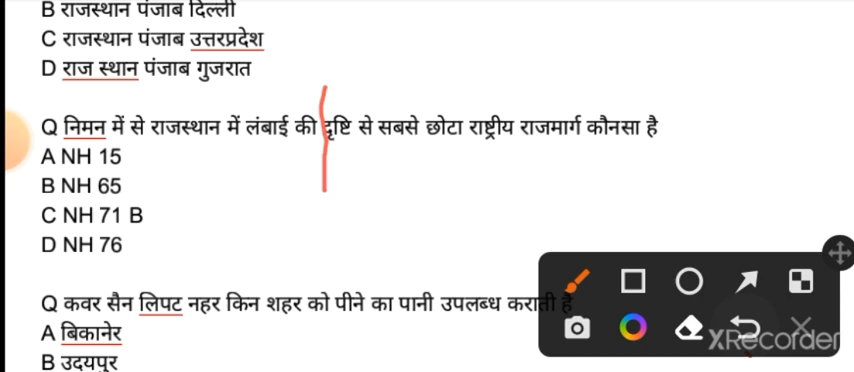 B राजस्थान पंजाब दिल्ली
C राजस्थान पंजाब उत्तरप्रदेश
D राज स्थान पंजाब गुजरात
Q निमन में से राजस्थान में लंबाई की दृष्टि से सबसे छोटा राष्ट्रीय राजमार्ग कौनसा है
A NH 15
B NH 65
C NH 71 B
D NH 76
Q कवर सैन लिपट नहर किन शहर को पीने का पानी उपलब्ध कराती है
A बिकानेर
B उदयपुर
XRecorder